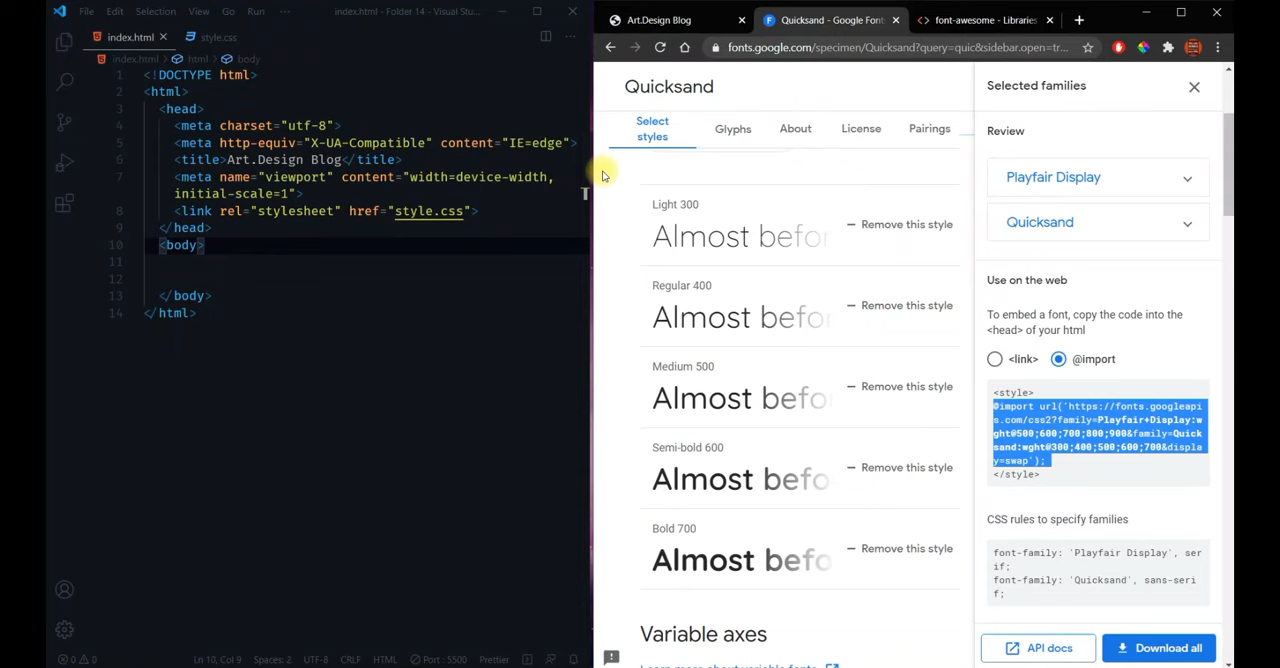 File Edit Selection View Go Run ··· index.html - Folder 14 - Visual Stu...
index.html style.css
index.html > html > body
1 <!DOCTYPE html>
2 <html>
3 <head>
4 <meta charset="utf-8">
5 <meta http-equiv="X-UA-Compatible" content="IE=edge">
6 <title>Art.Design Blog</title>
7 <meta name="viewport" content="width=device-width,
initial-scale=1">
8 <link rel="stylesheet" href="style.css">
9 </head>
10 <body>
11
12
13 </body>
14 </html>
0 0 Ln 10, Col 9 Spaces: 2 UTF-8 CRLF HTML Port : 5500 Prettier
Art.Design Blog
Quicksand - Google Font
font-awesome - Libraries
fonts.google.com/specimen/Quicksand?query=quic&sidebar.open=tr...
Quicksand
Select styles
Glyphs
About
License
Pairings
Light 300
Almost befor
Remove this style
Regular 400
Almost befor
Remove this style
Medium 500
Almost befo
Remove this style
Semi-bold 600
Almost befo
Remove this style
Bold 700
Almost befo
Remove this style
Variable axes
Selected families
Review
Playfair Display
Quicksand
Use on the web
To embed a font, copy the code into the
<head> of your html
<link> @import
<style>
@import url('https://fonts.googleapi
s.com/css2?family=Playfair+Display:w
ght@500;600;700;800;900&family=Quick
sand:wght@300;400;500;600;700&displa
y=swap');
</style>
CSS rules to specify families
font-family: 'Playfair Display', ser
if;
font-family: 'Quicksand', sans-seri
f;
API docs
Download all